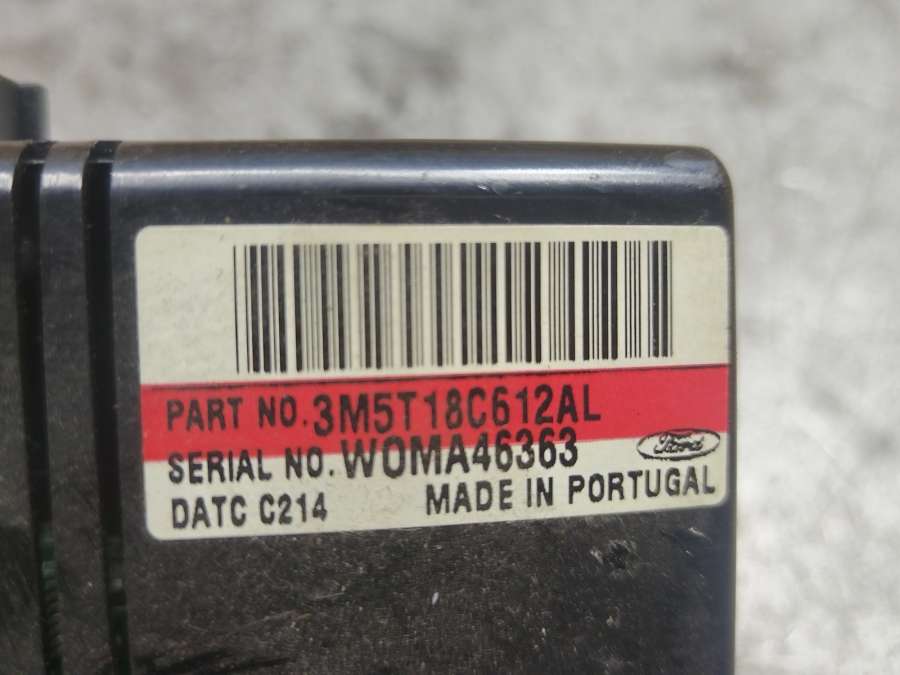 PART NO. 3M5T18C612AL
SERIAL NO. WOMA46363
Ford
DATC C214 MADE IN PORTUGAL